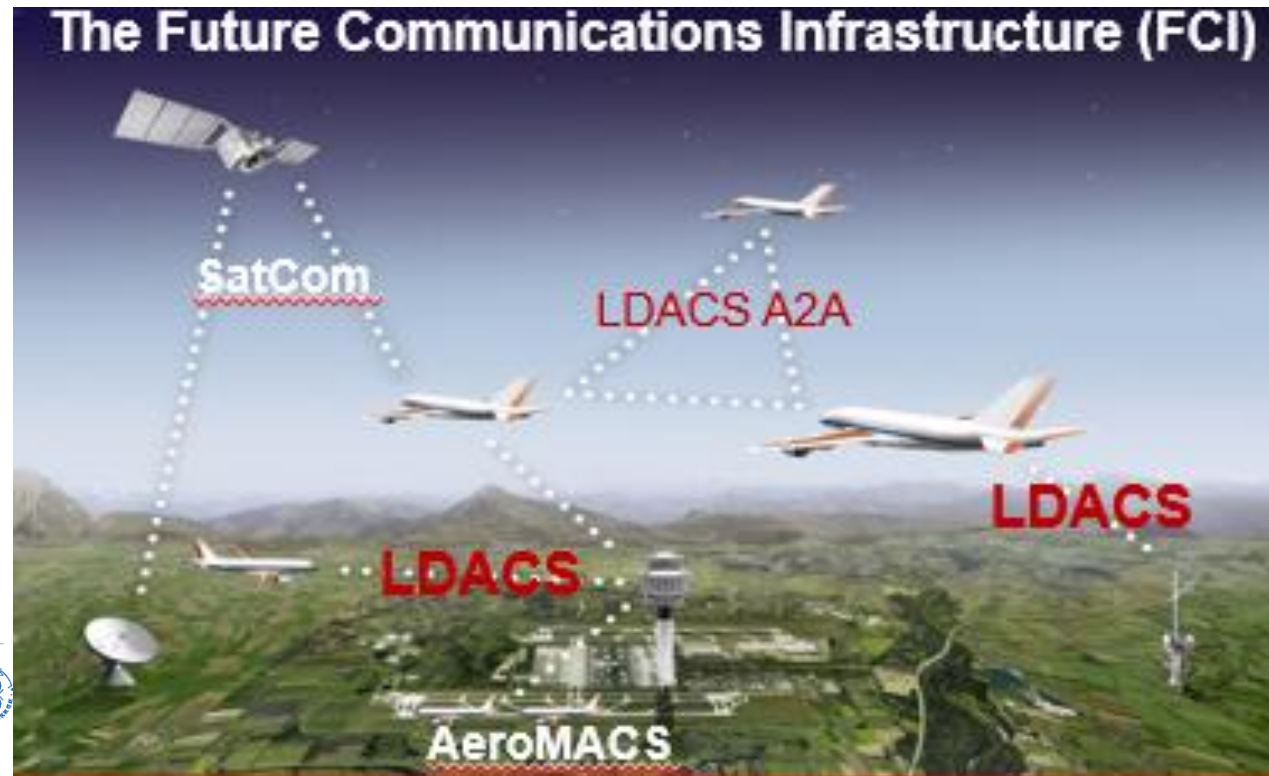 The Future Communications Infrastructure (FCI)
SatCom
LDACS A2A
LDACS
LDACS
AeroMACS